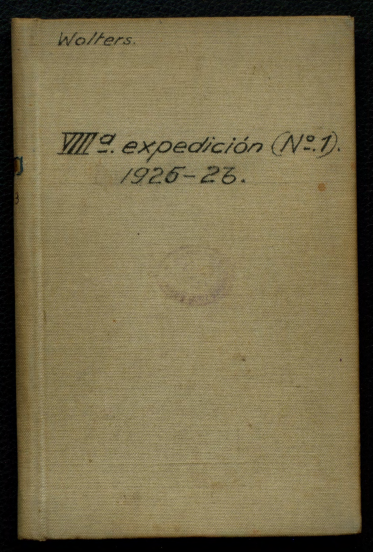 Wolters.
VIIIª. expedición (Nº.1).
1925-26.